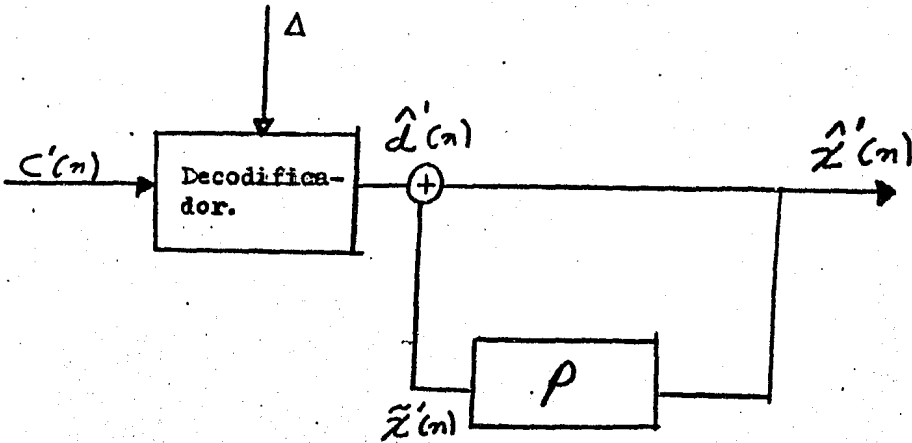 Δ
d̂'(n)
x̂'(n)
c'(n)
Decodifica-
dor.
+
P
x̃'(n)